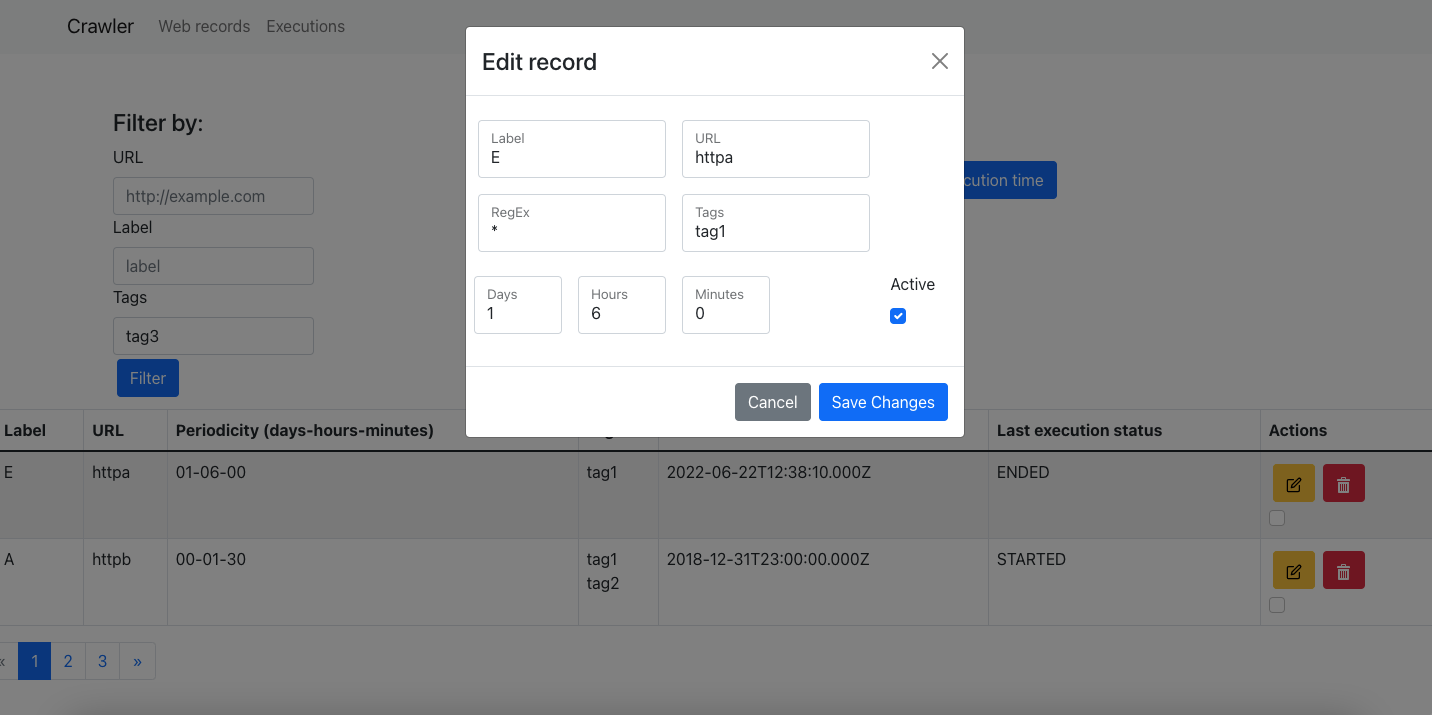 Crawler Web records Executions
Edit record
Filter by:
URL
http://example.com
Label
label
Tags
tag3
Filter
Label
E
URL
httpa
RegEx
*
Tags
tag1
Days
1
Hours
6
Minutes
0
Active
Cancel Save Changes
time
Label URL Periodicity (days-hours-minutes) Last execution status Actions
E httpa 01-06-00 tag1 2022-06-22T12:38:10.000Z ENDED
A httpb 00-01-30 tag1 2018-12-31T23:00:00.000Z STARTED
tag2
« 1 2 3 »